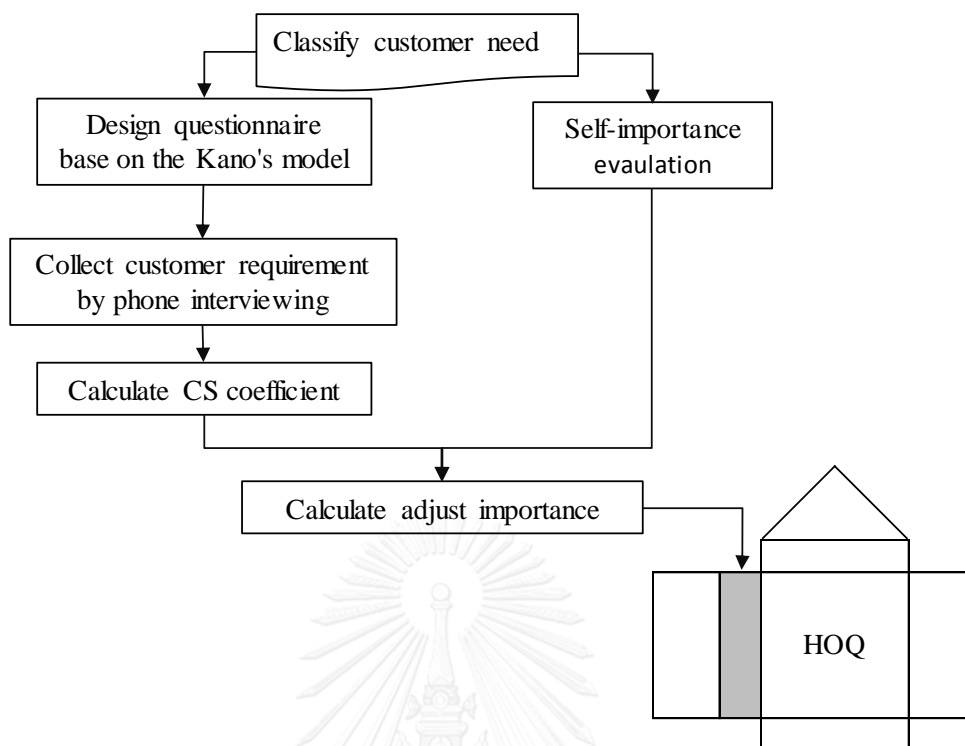 Classify customer need
Design questionnaire
base on the Kano's model
Self-importance
evaulation
Collect customer requirement
by phone interviewing
Calculate CS coefficient
Calculate adjust importance
HOQ